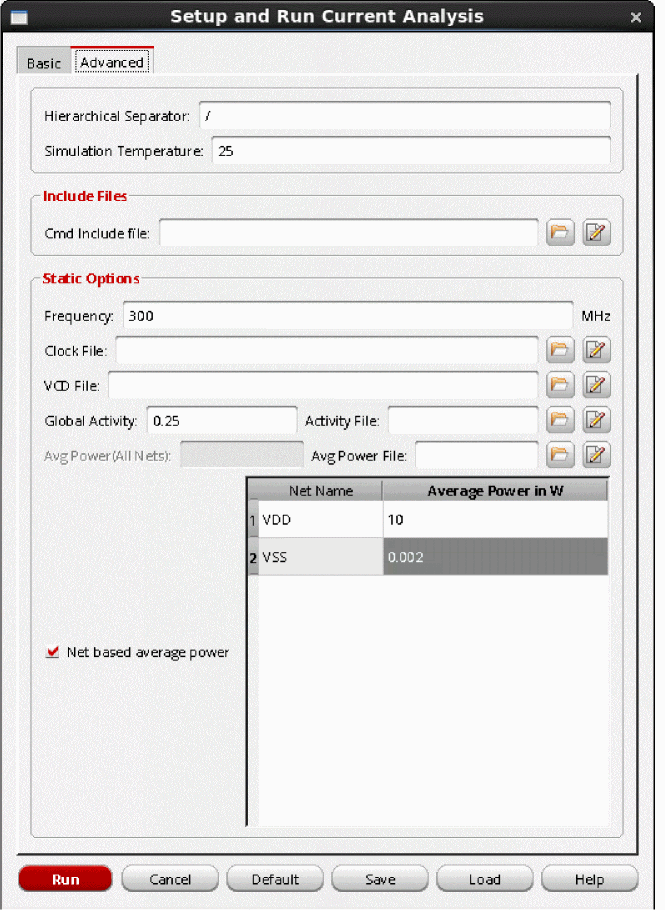 Setup and Run Current Analysis
Basic Advanced
Hierarchical Separator: /
Simulation Temperature: 25
Include Files
Cmd Include file:
Static Options
Frequency: 300 MHz
Clock File:
VCD File:
Global Activity: 0.25 Activity File:
Avg Power(All Nets): Avg Power File:
Net Name Average Power in W
1 VDD 10
2 VSS 0.002
Net based average power
Run Cancel Default Save Load Help